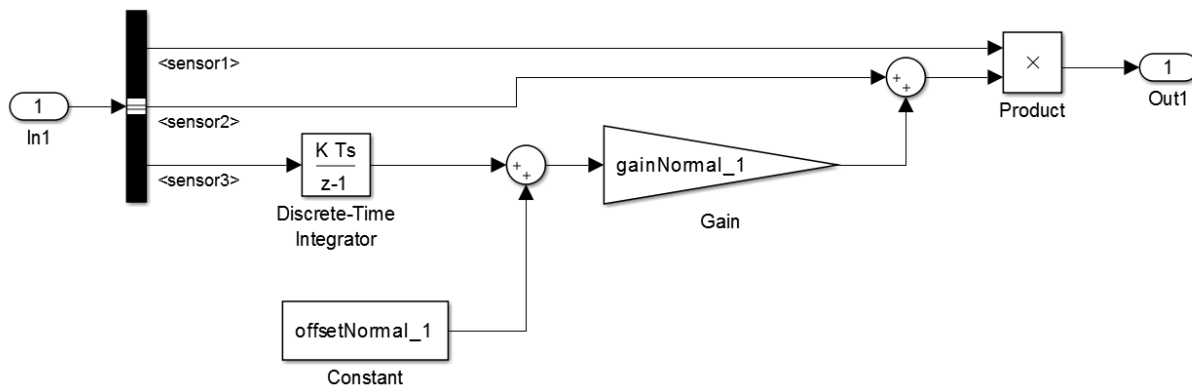 1
In1
<sensor1>
<sensor2>
<sensor3>
K Ts
z-1
Discrete-Time
Integrator
+
+
offsetNormal_1
Constant
gainNormal_1
Gain
+
+
×
Product
1
Out1